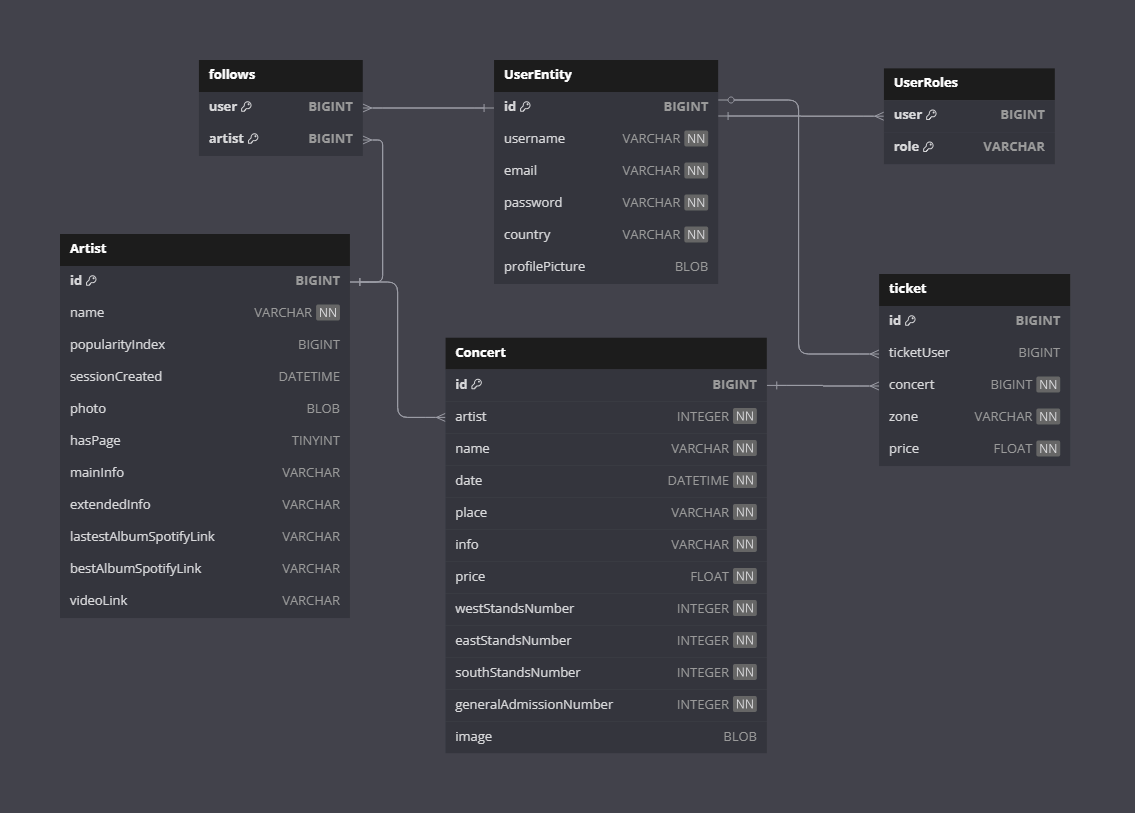 follows
user BIGINT
artist BIGINT
UserEntity
id BIGINT
username VARCHAR NN
email VARCHAR NN
password VARCHAR NN
country VARCHAR NN
profilePicture BLOB
UserRoles
user BIGINT
role VARCHAR
Artist
id BIGINT
name VARCHAR NN
popularityIndex BIGINT
sessionCreated DATETIME
photo BLOB
hasPage TINYINT
mainInfo VARCHAR
extendedInfo VARCHAR
lastestAlbumSpotifyLink VARCHAR
bestAlbumSpotifyLink VARCHAR
videoLink VARCHAR
Concert
id BIGINT
artist INTEGER NN
name VARCHAR NN
date DATETIME NN
place VARCHAR NN
info VARCHAR NN
price FLOAT NN
westStandsNumber INTEGER NN
eastStandsNumber INTEGER NN
southStandsNumber INTEGER NN
generalAdmissionNumber INTEGER NN
image BLOB
ticket
id BIGINT
ticketUser BIGINT
concert BIGINT NN
zone VARCHAR NN
price FLOAT NN